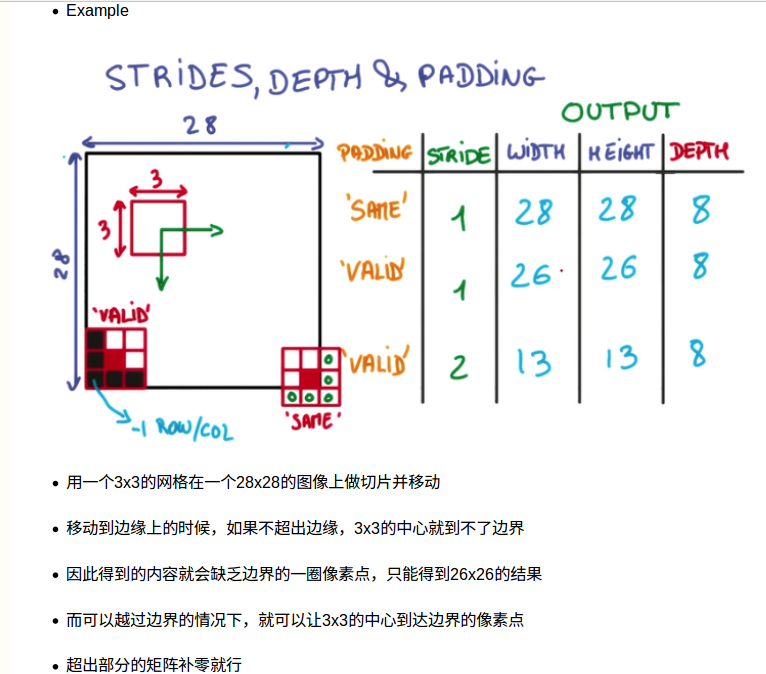 Example
STRIDES, DEPTH & PADDING
OUTPUT
28
PADDING STRIDE WIDTH HEIGHT DEPTH
3
'SAME' 1 28 28 8
3
28
'VALID' 1 26 26 8
'VALID'
'VALID' 2 13 13 8
'SAME'
-1 ROW/COL
用一个3x3的网格在一个28x28的图像上做切片并移动
移动到边缘上的时候，如果不超出边缘，3x3的中心就到不了边界
因此得到的内容就会缺乏边界的一圈像素点，只能得到26x26的结果
而可以越过边界的情况下，就可以让3x3的中心到达边界的像素点
超出部分的矩阵补零就行